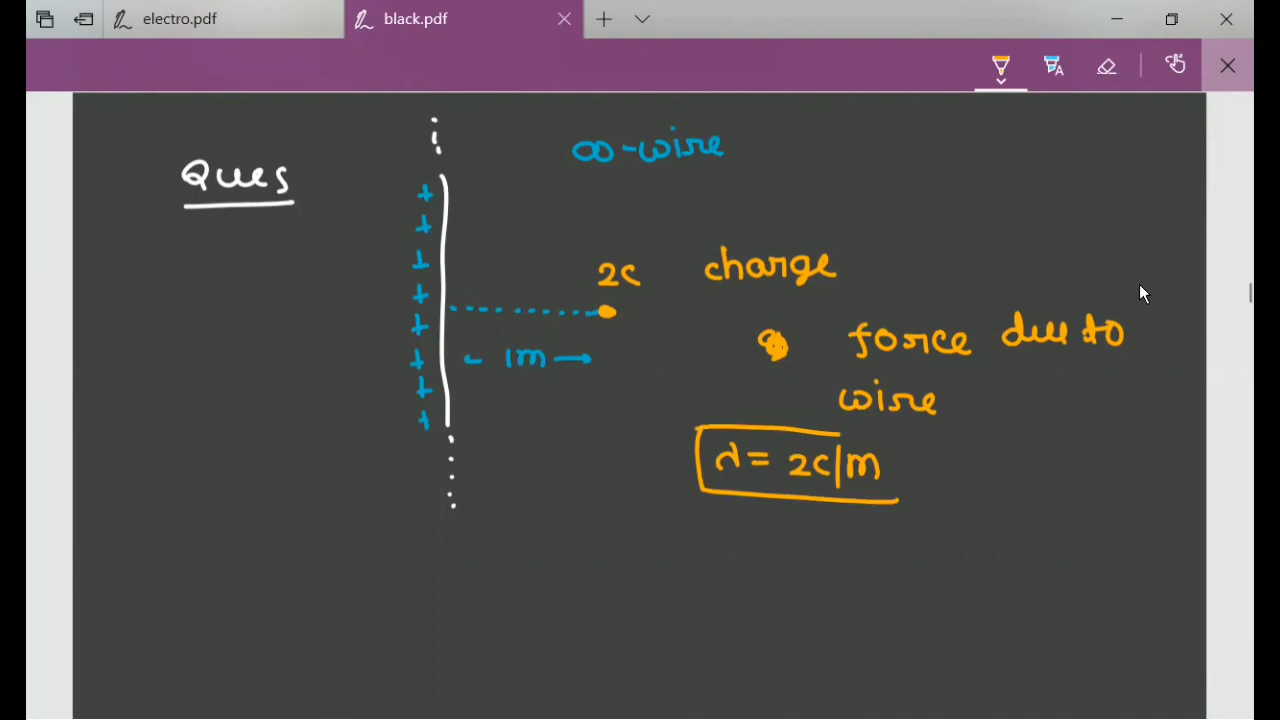 electro.pdf
black.pdf
∞-wire
Ques
2c charge
force due to
wire
1m
λ = 2c/m